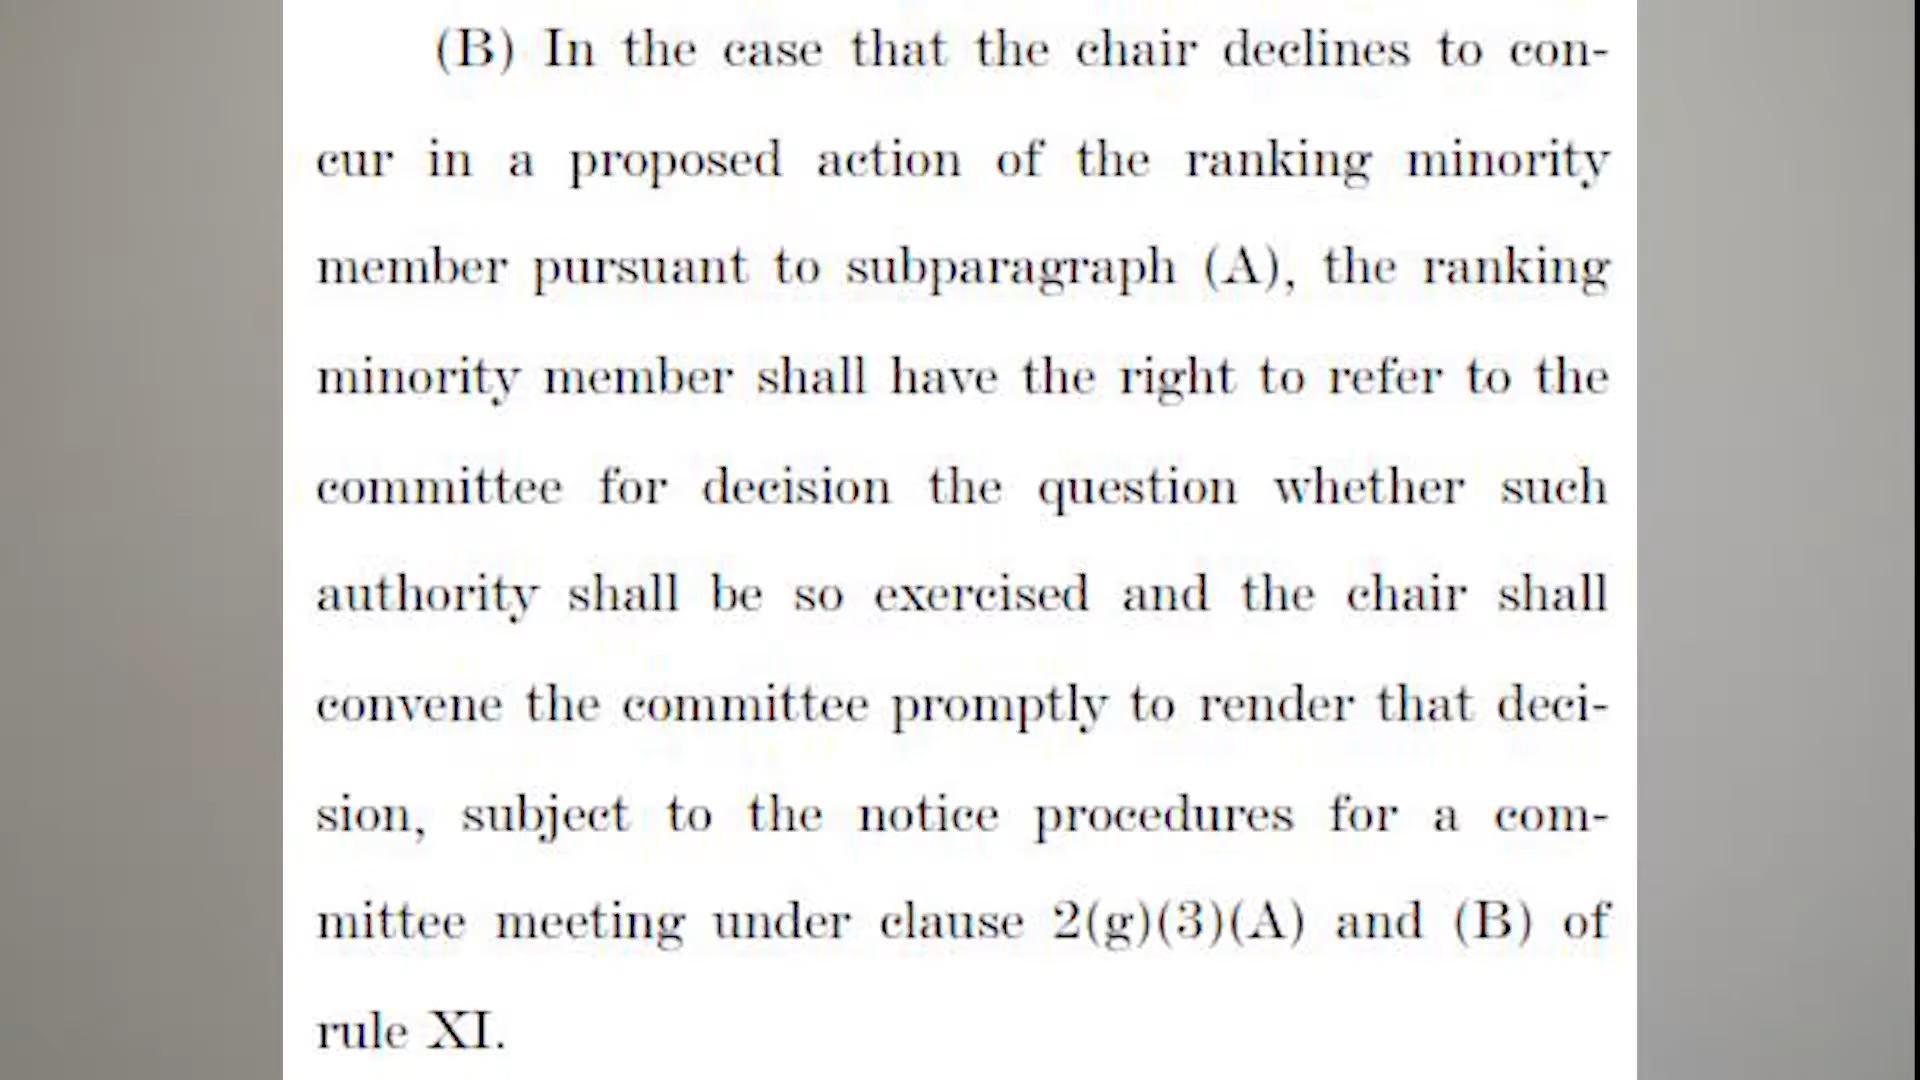 (B) In the case that the chair declines to con-
cur in a proposed action of the ranking minority
member pursuant to subparagraph (A), the ranking
minority member shall have the right to refer to the
committee for decision the question whether such
authority shall be so exercised and the chair shall
convene the committee promptly to render that deci-
sion, subject to the notice procedures for a com-
mittee meeting under clause 2(g)(3)(A) and (B) of
rule XI.